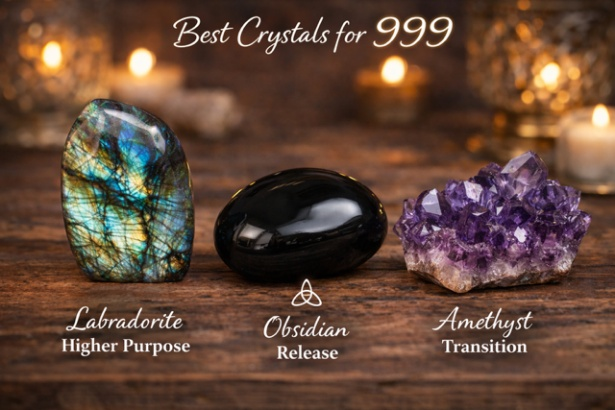 Best Crystals for 999
Labradorite
Higher Purpose
Obsidian
Release
Amethyst
Transition